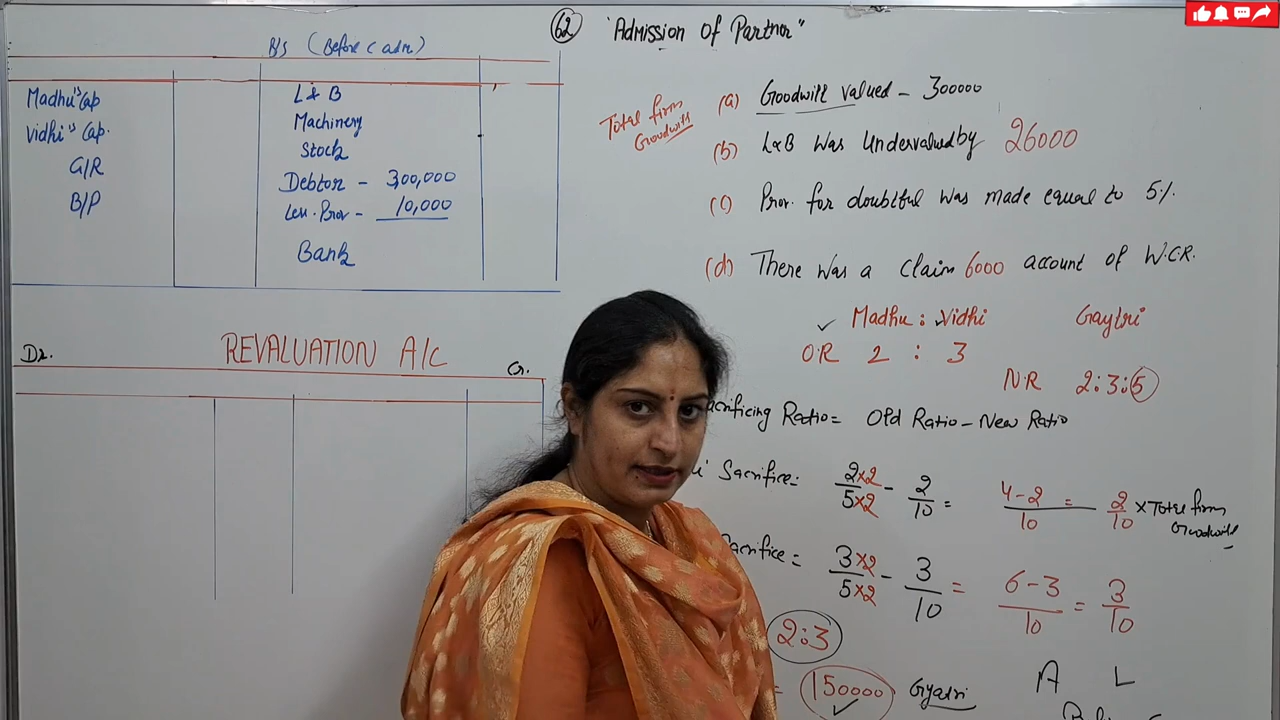 62 "Admission of Partner"
B/S (Before adm)
Madhu's Cap
Vidhi's Cap.
G/R
B/P
L & B
Machinery
Stock
Debtor - 3,00,000
Less. Prov - 10,000
Bank
Total firm
Goodwill
(a) Goodwill valued - 300000
(b) L&B Was Undervalued by 26000
(c) Prov. for doubtful was made equal to 5%.
(d) There was a claim 6000 account of W.C.R.
Madhu : Vidhi Gaytri
O.R 2 : 3
N.R 2:3:5
Dr. REVALUATION A/C Cr.
acrificing Ratio = Old Ratio - New Ratio
Sacrifice = 2×2/5×2 - 2/10 = 4-2/10 = 2/10 × Total firm
Goodwill
Sacrifice = 3×2/5×2 - 3/10 = 6-3/10 = 3/10
2:3
= 150000 Gyatri
A L